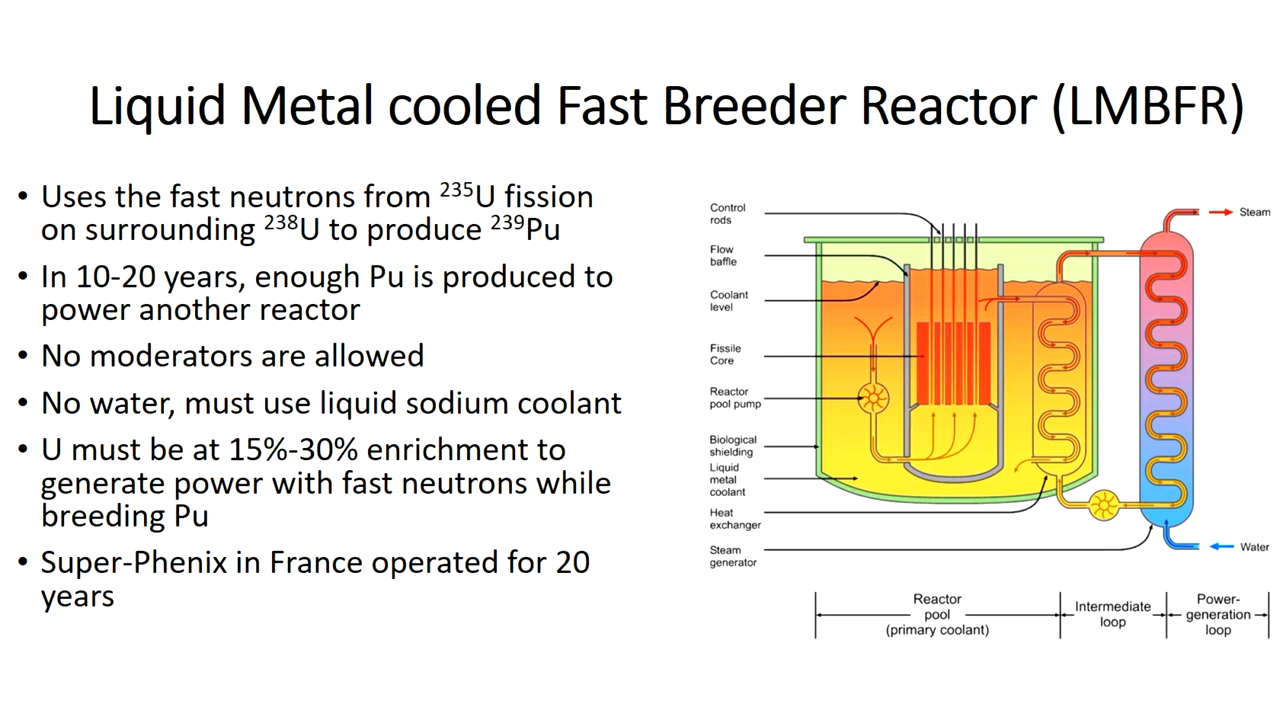 Liquid Metal cooled Fast Breeder Reactor (LMBFR)
• Uses the fast neutrons from ²³⁵U fission
on surrounding ²³⁸U to produce ²³⁹Pu
• In 10-20 years, enough Pu is produced to
power another reactor
• No moderators are allowed
• No water, must use liquid sodium coolant
• U must be at 15%-30% enrichment to
generate power with fast neutrons while
breeding Pu
• Super-Phenix in France operated for 20
years
Control
rods
Flow
baffle
Coolant
level
Fissile
Core
Reactor
pool pump
Biological
shielding
Liquid
metal
coolant
Heat
exchanger
Steam
generator
Steam
Water
Reactor
pool
(primary coolant)
Intermediate
loop
Power-
generation
loop